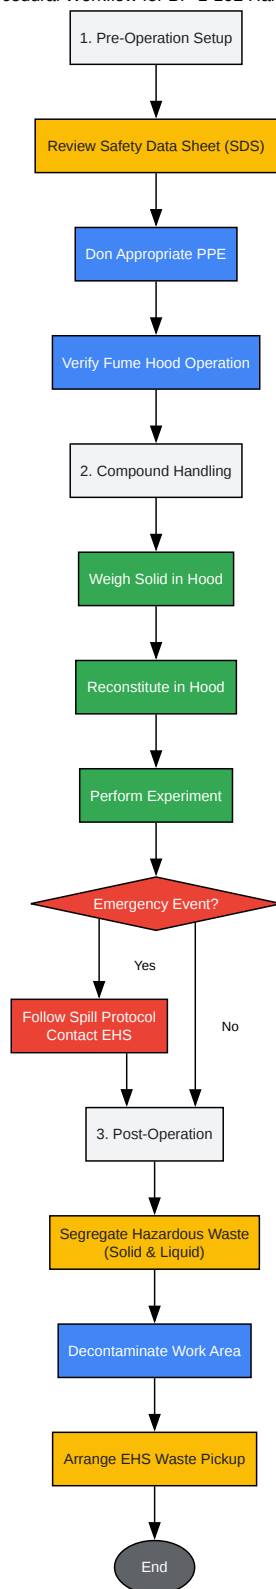 Workflow for
1. Pre-Operation Setup
Review Safety Data Sheet (SDS)
Don Appropriate PPE
Verify Fume Hood Operation
2. Compound Handling
Weigh Solid in Hood
Reconstitute in Hood
Perform Experiment
Emergency Event?
Yes
Follow Spill Protocol
Contact EHS
No
3. Post-Operation
Segregate Hazardous Waste
(Solid & Liquid)
Decontaminate Work Area
Arrange EHS Waste Pickup
End